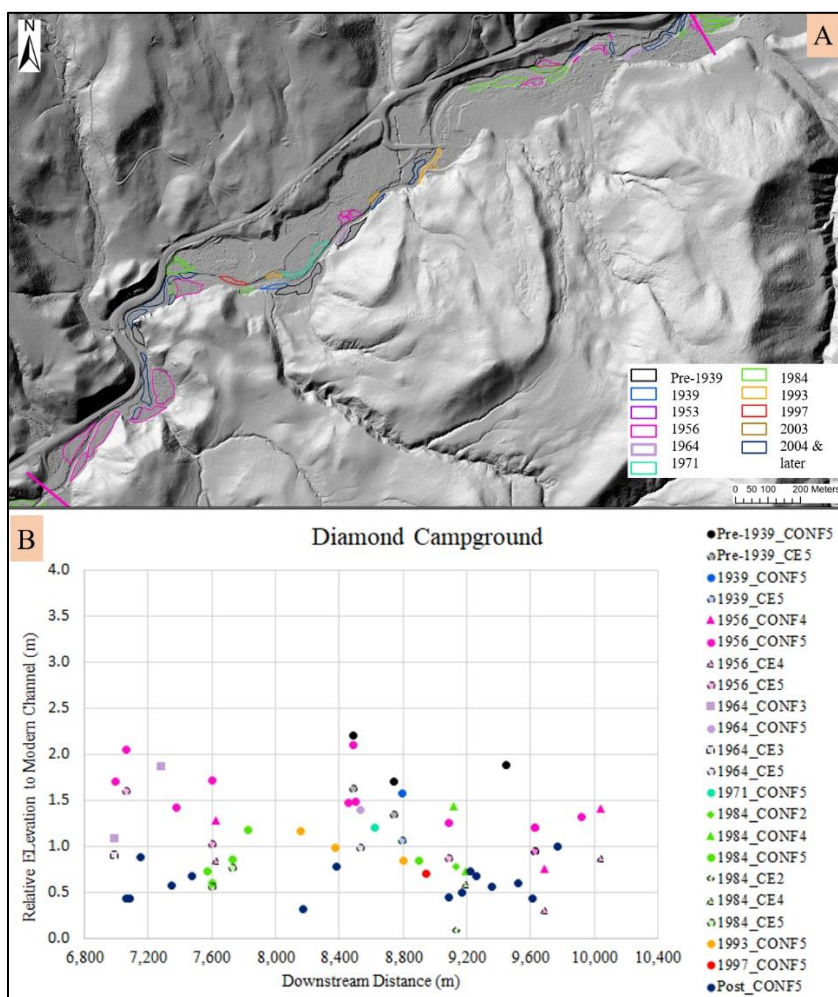 N
A
Pre-1939
1984
1939
1993
1953
1997
1956
2003
1964
2004 &
1971
later
0 50 100 200 Meters
B
Diamond Campground
Relative ELevation to Modern Channel (m)
4.0
3.5
3.0
2.5
2.0
1.5
1.0
0.5
0.0
6,800 7,200 7,600 8,000 8,400 8,800 9,200 9,600 10,000 10,400
Downstream Distance (m)
Pre-1939_CONF5
Pre-1939_CE5
1939_CONF5
1939_CE5
1956_CONF4
1956_CONF5
1956_CE4
1956_CE5
1964_CONF3
1964_CONF5
1964_CE3
1964_CE5
1971_CONF5
1984_CONF2
1984_CONF4
1984_CONF5
1984_CE2
1984_CE4
1984_CE5
1993_CONF5
1997_CONF5
Post_CONF5